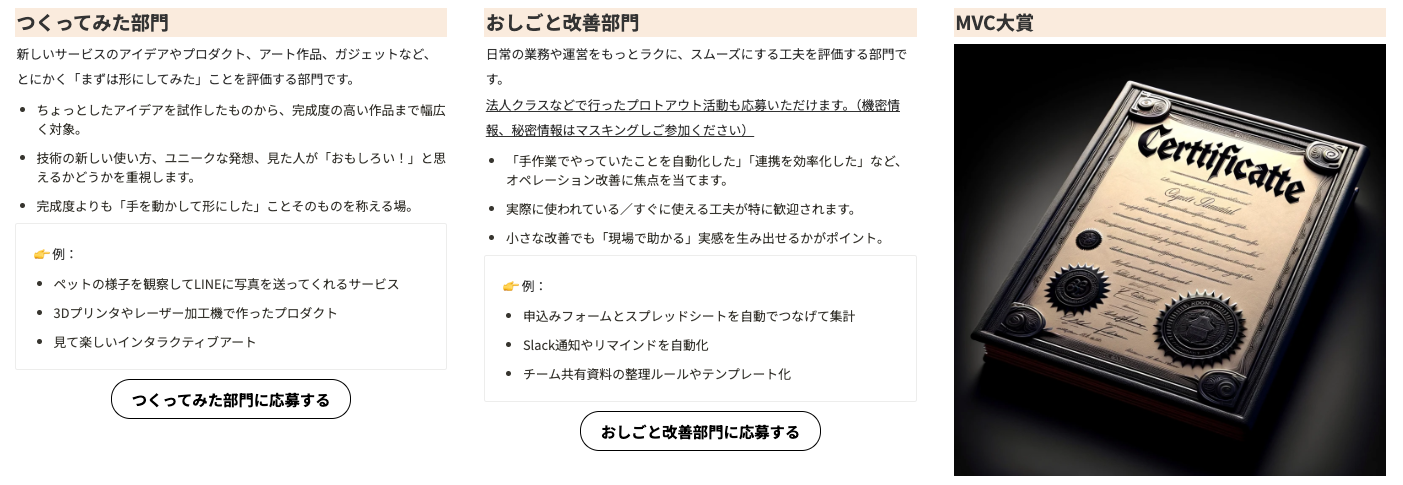 つくってみた部門
新しいサービスのアイデアやプロダクト、アート作品、ガジェットなど、
とにかく「まずは形にしてみた」ことを評価する部門です。
ちょっとしたアイデアを試作したものから、完成度の高い作品まで幅広
く対象。
技術の新しい使い方、ユニークな発想、見た人が「おもしろい！」と思
えるかどうかを重視します。
完成度よりも「手を動かして形にした」ことそのものを称える場。
👉例：
ペットの様子を観察してLINEに写真を送ってくれるサービス
3Dプリンタやレーザー加工機で作ったプロダクト
見て楽しいインタラクティブアート
つくってみた部門に応募する
おしごと改善部門
日常の業務や運営をもっとラクに、スムーズにする工夫を評価する部門で
す。
法人クラスなどで行ったプロトアウト活動も応募いただけます。（機密情
報、秘密情報はマスキングしご参加ください）
「手作業でやっていたことを自動化した」「連携を効率化した」など、
オペレーション改善に焦点を当てます。
実際に使われている／すぐに使える工夫が特に歓迎されます。
小さな改善でも「現場で助かる」実感を生み出せるかがポイント。
👉例：
申込みフォームとスプレッドシートを自動でつなげて集計
Slack通知やリマインドを自動化
チーム共有資料の整理ルールやテンプレート化
おしごと改善部門に応募する
MVC大賞
Certtificatte